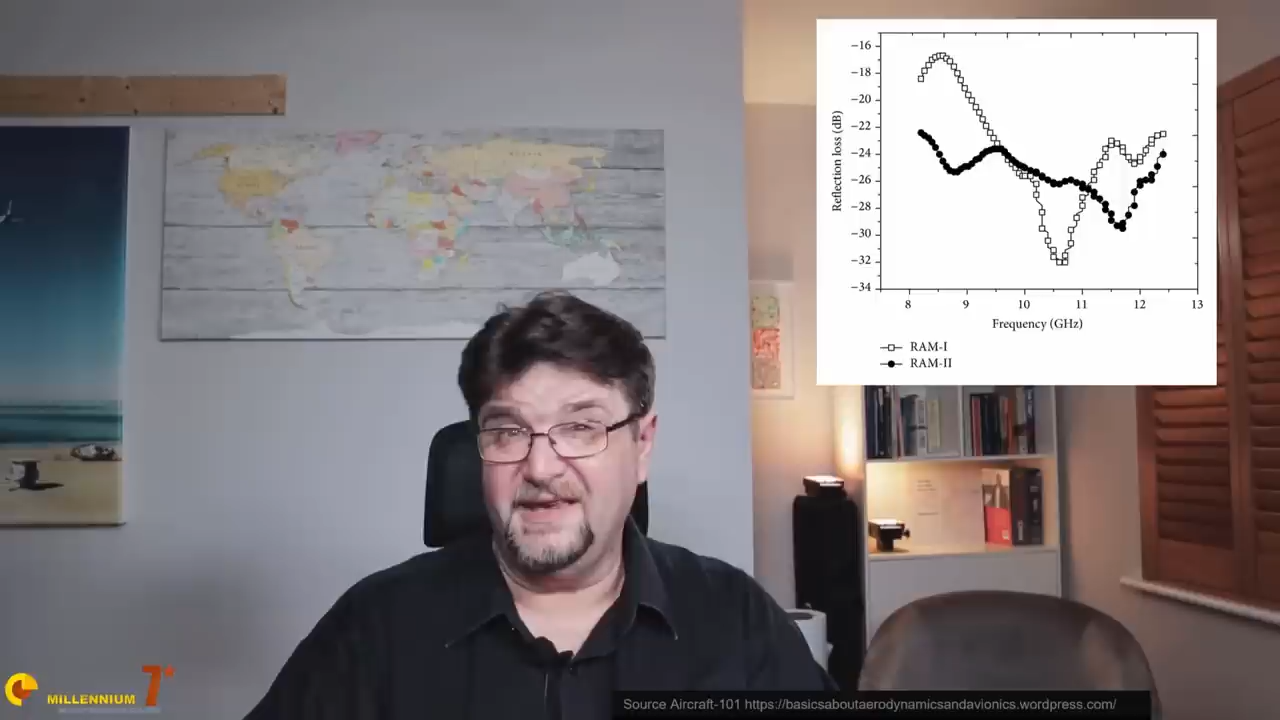 −16
−18
−20
−22
−24
−26
−28
−30
−32
−34
Reflection loss (dB)
8 9 10 11 12 13
Frequency (GHz)
RAM-I
RAM-II
MILLENNIUM 7*
Source Aircraft-101 https://basicsaboutaerodynamicsandavionics.wordpress.com/